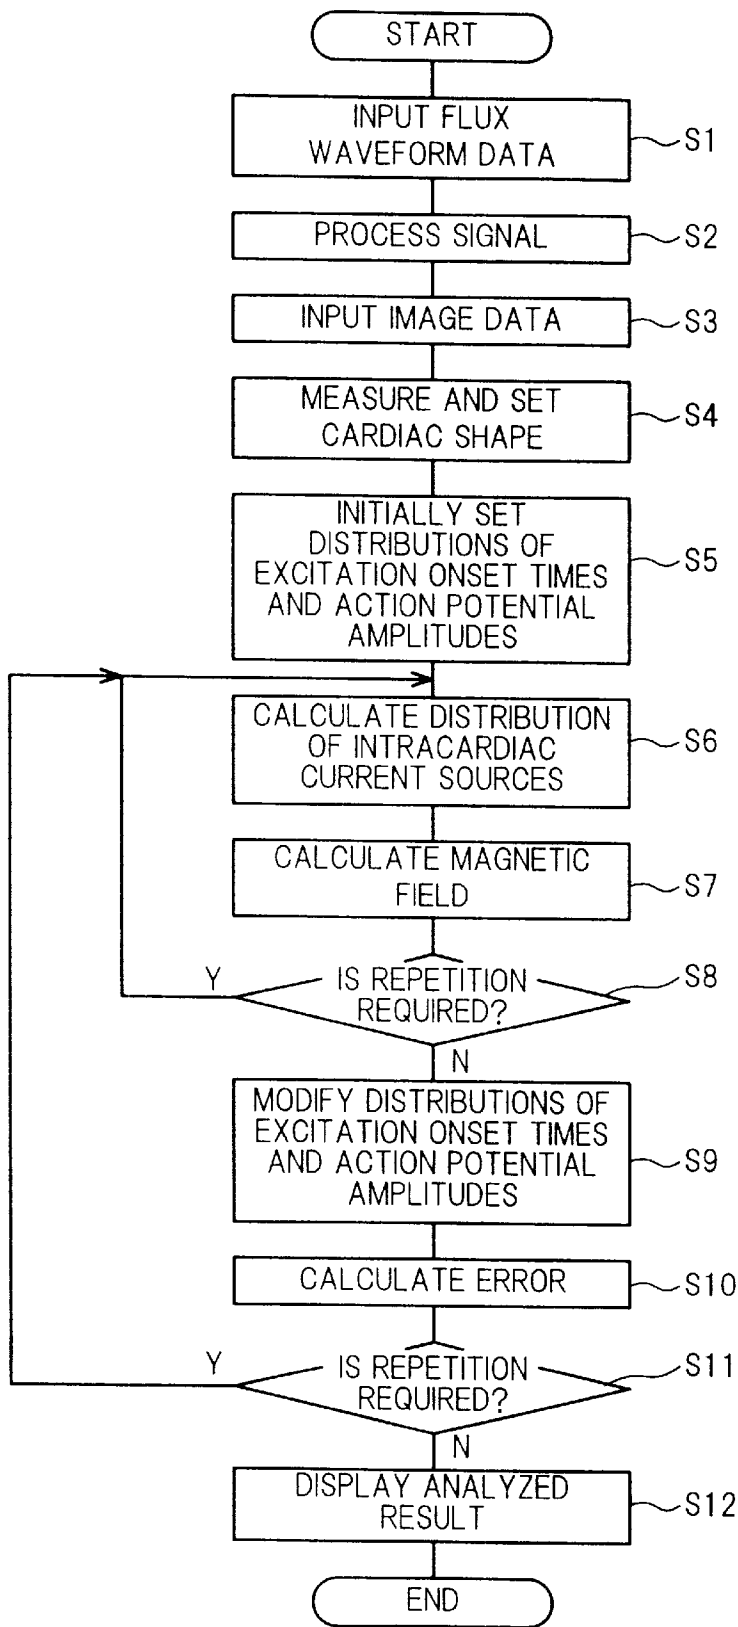 START
INPUT FLUX
WAVEFORM DATA
S1
PROCESS SIGNAL
S2
INPUT IMAGE DATA
S3
MEASURE AND SET
CARDIAC SHAPE
S4
INITIALLY SET
DISTRIBUTIONS OF
EXCITATION ONSET TIMES
AND ACTION POTENTIAL
AMPLITUDES
S5
CALCULATE DISTRIBUTION
OF INTRACARDIAC
CURRENT SOURCES
S6
CALCULATE MAGNETIC
FIELD
S7
Y
IS REPETITION
REQUIRED?
S8
N
MODIFY DISTRIBUTIONS OF
EXCITATION ONSET TIMES
AND ACTION POTENTIAL
AMPLITUDES
S9
CALCULATE ERROR
S10
Y
IS REPETITION
REQUIRED?
S11
N
DISPLAY ANALYZED
RESULT
S12
END